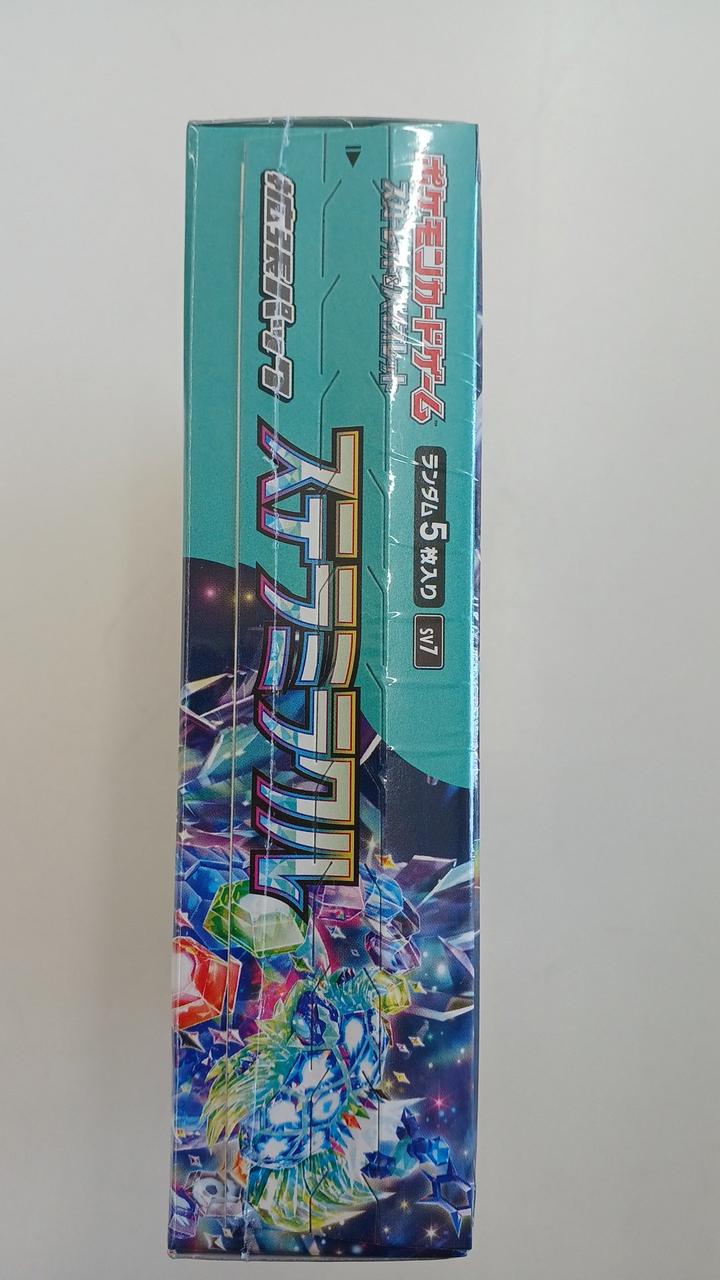 ポケモンカードゲーム™
スカーレット&バイオレット
ランダム5枚入り
SV7
拡張パック
ステラミラクル